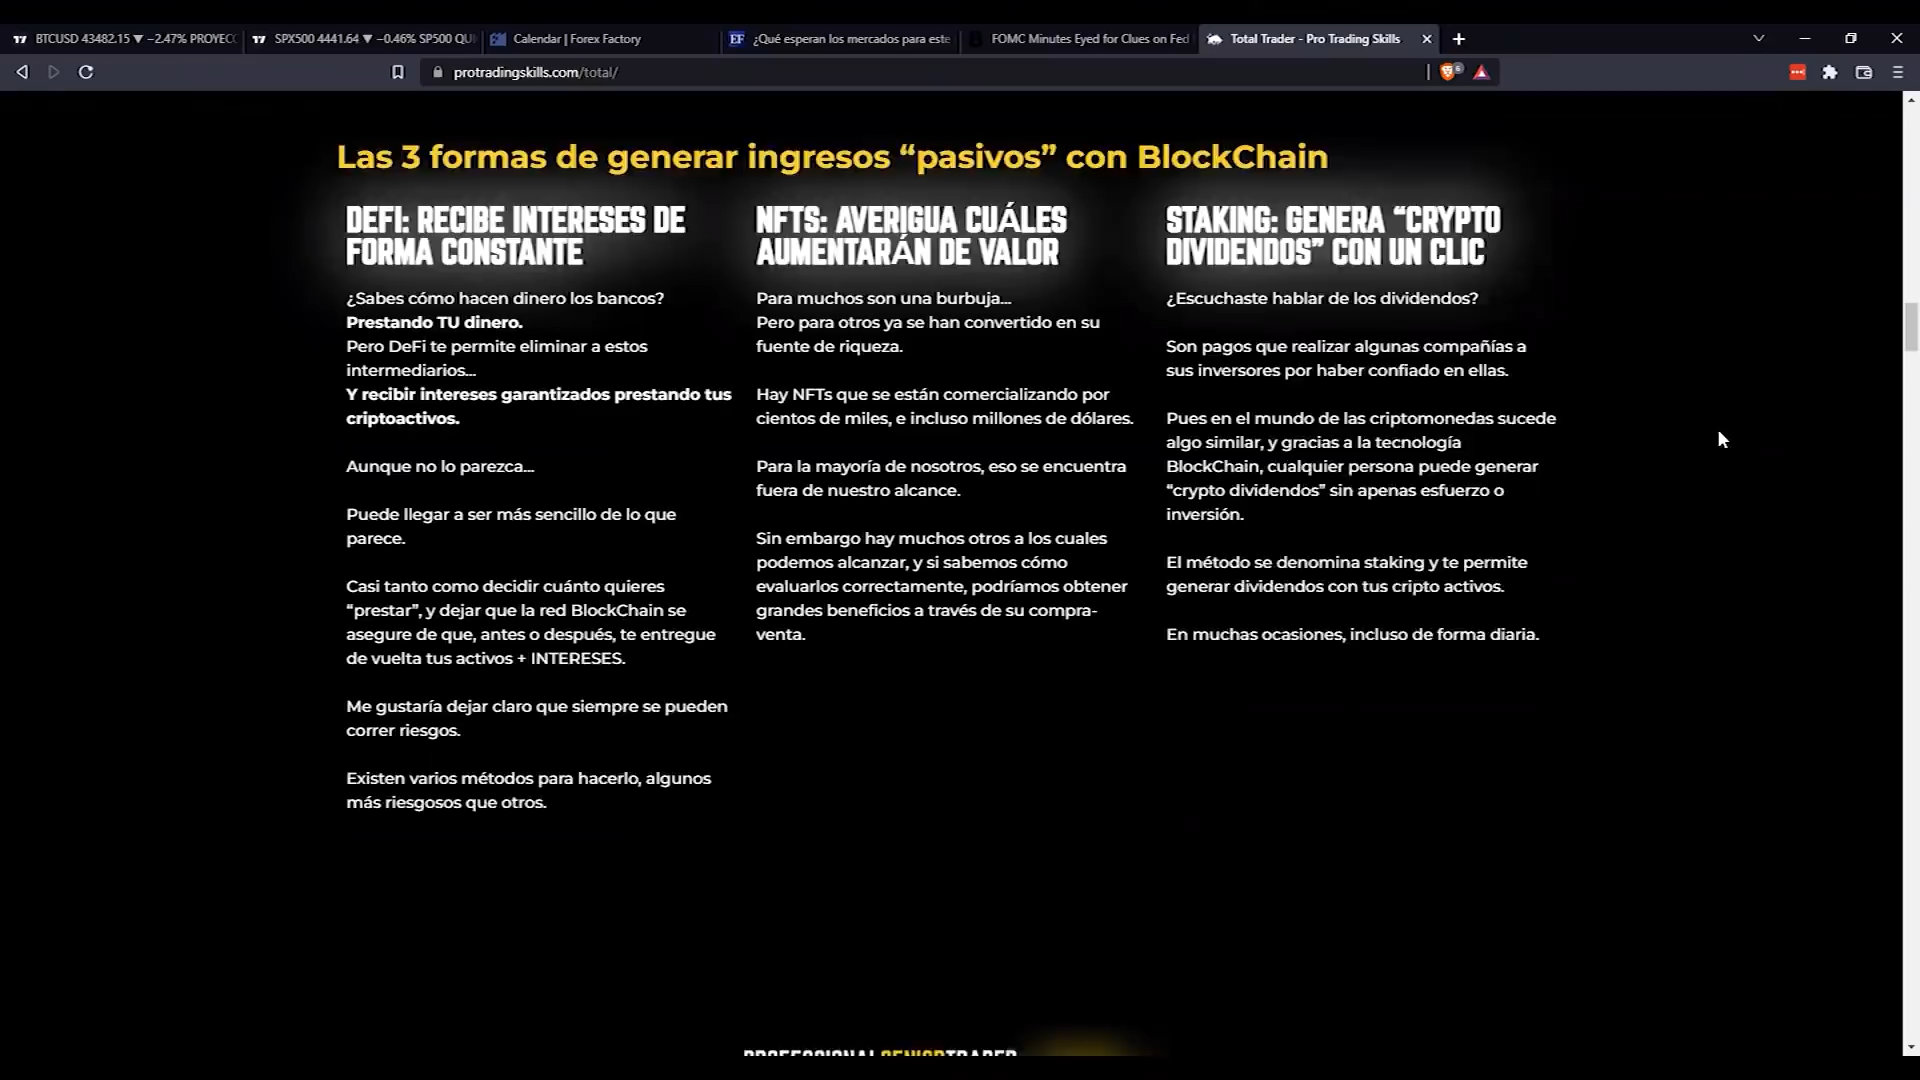 BTCUSD 43482.15 ▼ −2.47% PROYEC
SPX500 4441.64 ▼ −0.46% SP500 QU
Calendar | Forex Factory
EF ¿Qué esperan los mercados para este
FOMC Minutes Eyed for Clues on Fed
Total Trader - Pro Trading Skills
protradingskills.com/total/
Las 3 formas de generar ingresos “pasivos” con BlockChain
DEFI: RECIBE INTERESES DE
FORMA CONSTANTE
¿Sabes cómo hacen dinero los bancos?
Prestando TU dinero.
Pero DeFi te permite eliminar a estos
intermediarios...
Y recibir intereses garantizados prestando tus
criptoactivos.
Aunque no lo parezca...
Puede llegar a ser más sencillo de lo que
parece.
Casi tanto como decidir cuánto quieres
“prestar”, y dejar que la red BlockChain se
asegure de que, antes o después, te entregue
de vuelta tus activos + INTERESES.
Me gustaría dejar claro que siempre se pueden
correr riesgos.
Existen varios métodos para hacerlo, algunos
más riesgosos que otros.
NFTS: AVERIGUA CUÁLES
AUMENTARÁN DE VALOR
Para muchos son una burbuja...
Pero para otros ya se han convertido en su
fuente de riqueza.
Hay NFTs que se están comercializando por
cientos de miles, e incluso millones de dólares.
Para la mayoría de nosotros, eso se encuentra
fuera de nuestro alcance.
Sin embargo hay muchos otros a los cuales
podemos alcanzar, y si sabemos cómo
evaluarlos correctamente, podríamos obtener
grandes beneficios a través de su compra-
venta.
STAKING: GENERA “CRYPTO
DIVIDENDOS” CON UN CLIC
¿Escuchaste hablar de los dividendos?
Son pagos que realizar algunas compañías a
sus inversores por haber confiado en ellas.
Pues en el mundo de las criptomonedas sucede
algo similar, y gracias a la tecnología
BlockChain, cualquier persona puede generar
“crypto dividendos” sin apenas esfuerzo o
inversión.
El método se denomina staking y te permite
generar dividendos con tus cripto activos.
En muchas ocasiones, incluso de forma diaria.
PROFESSIONALSENIORTRADER